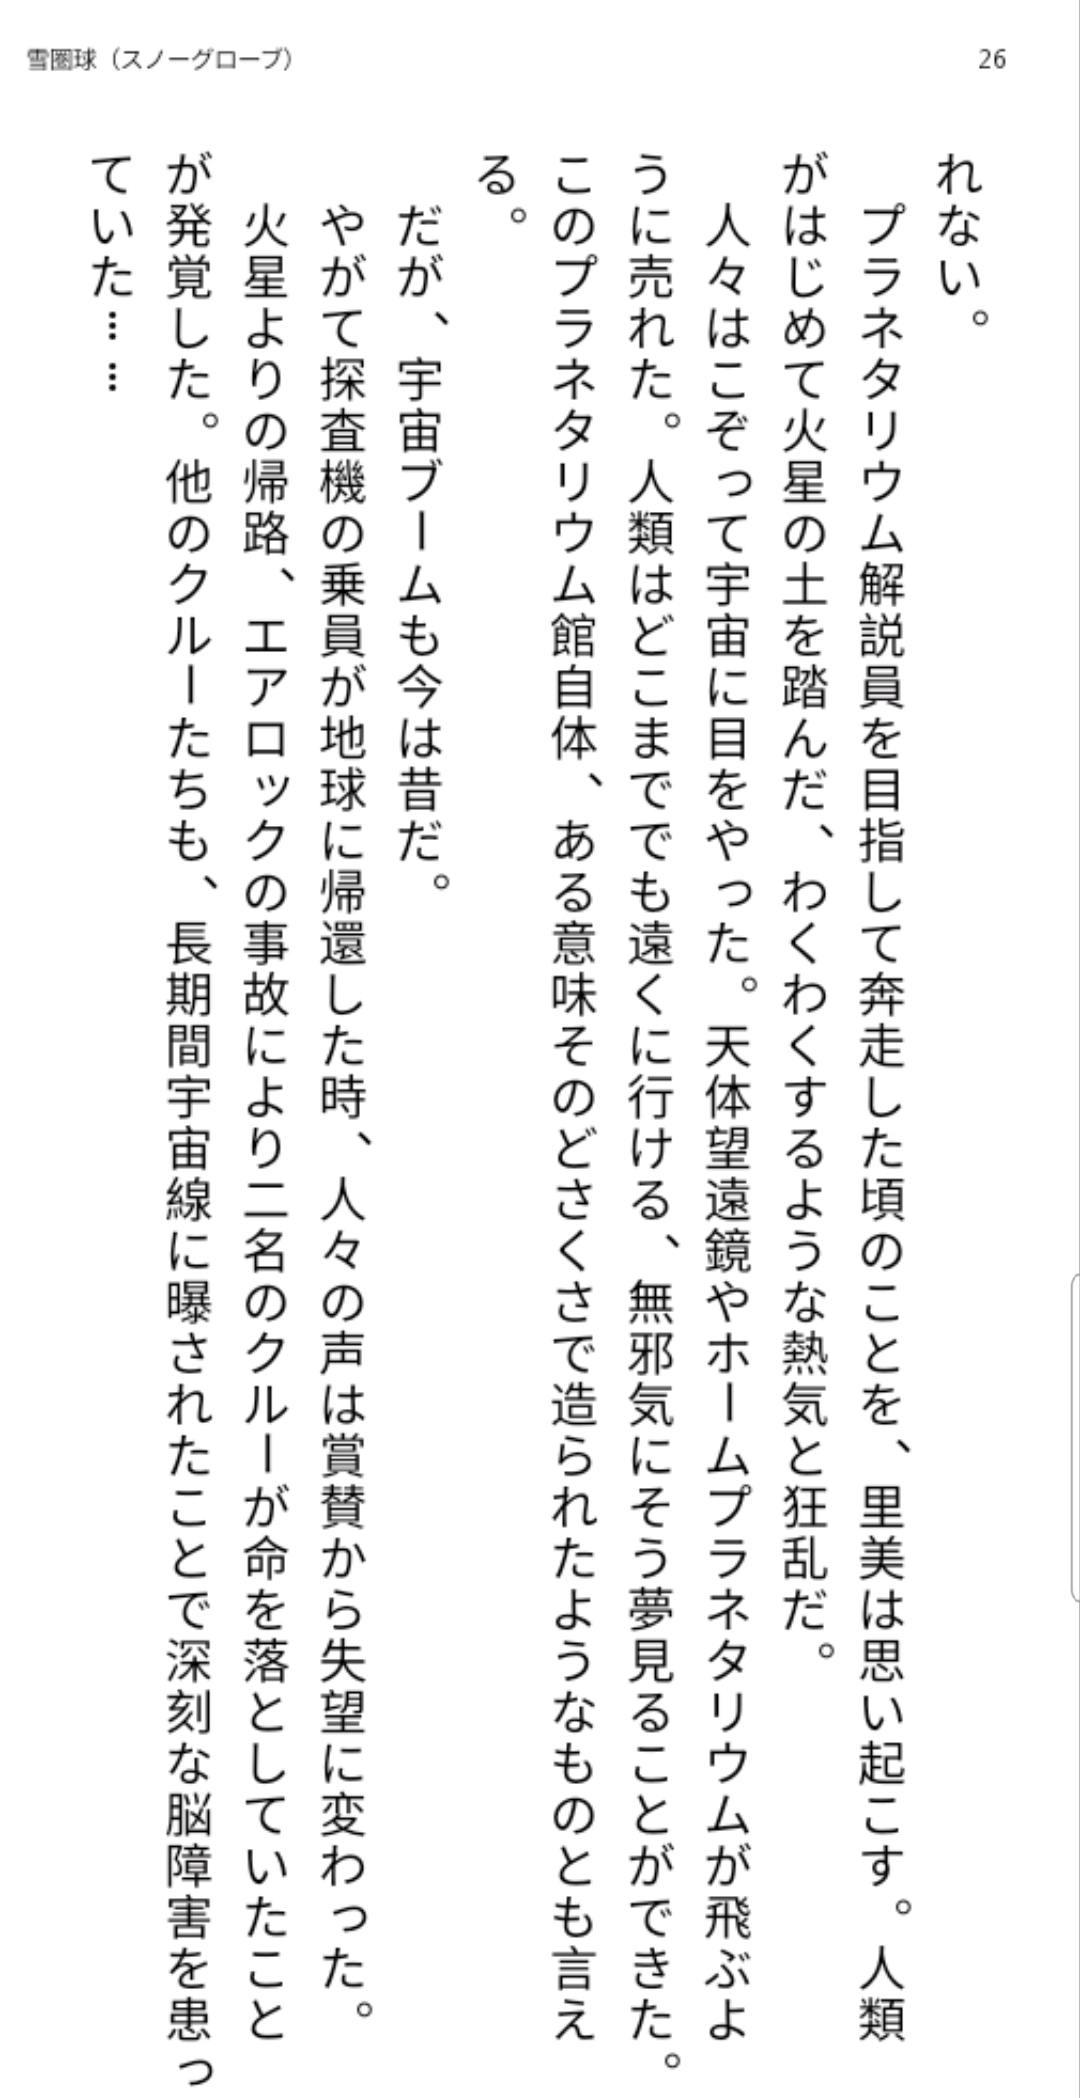 雪圏球（スノーグローブ）
26
れない。
　プラネタリウム解説員を目指して奔走した頃のことを、里美は思い起こす。人類
がはじめて火星の土を踏んだ、わくわくするような熱気と狂乱だ。
　人々はこぞって宇宙に目をやった。天体望遠鏡やホームプラネタリウムが飛ぶよ
うに売れた。人類はどこまででも遠くに行ける、無邪気にそう夢見ることができた。
このプラネタリウム館自体、ある意味そのどさくさで造られたようなものとも言え
る。
　だが、宇宙ブームも今は昔だ。
　やがて探査機の乗員が地球に帰還した時、人々の声は賞賛から失望に変わった。
　火星よりの帰路、エアロックの事故により二名のクルーが命を落としていたこと
が発覚した。他のクルーたちも、長期間宇宙線に曝されたことで深刻な脳障害を患っ
ていた……